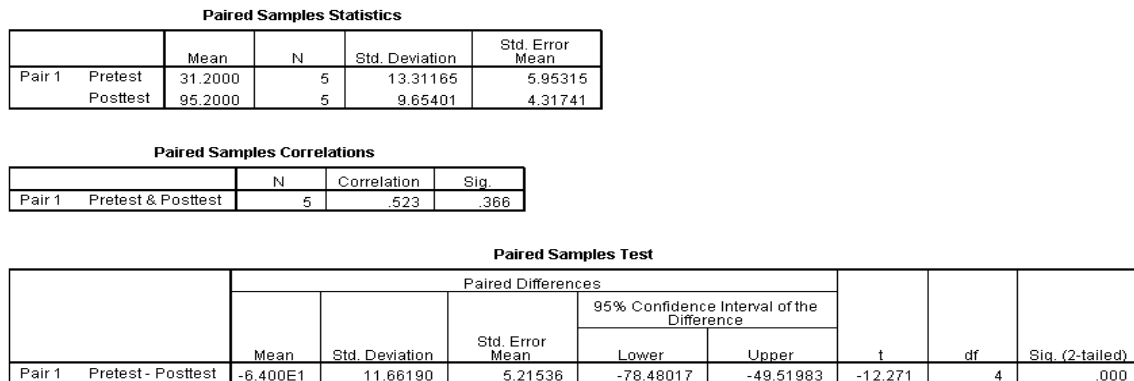 Paired Samples Statistics
Mean N Std. Deviation Std. Error Mean
Pair 1 Pretest 31.2000 5 13.31165 5.95315
Posttest 95.2000 5 9.65401 4.31741
Paired Samples Correlations
N Correlation Sig.
Pair 1 Pretest & Posttest 5 .523 .366
Paired Samples Test
Paired Differences
95% Confidence Interval of the Difference
Mean Std. Deviation Std. Error Mean Lower Upper t df Sig. (2-tailed)
Pair 1 Pretest - Posttest -6.400E1 11.66190 5.21536 -78.48017 -49.51983 -12.271 4 .000